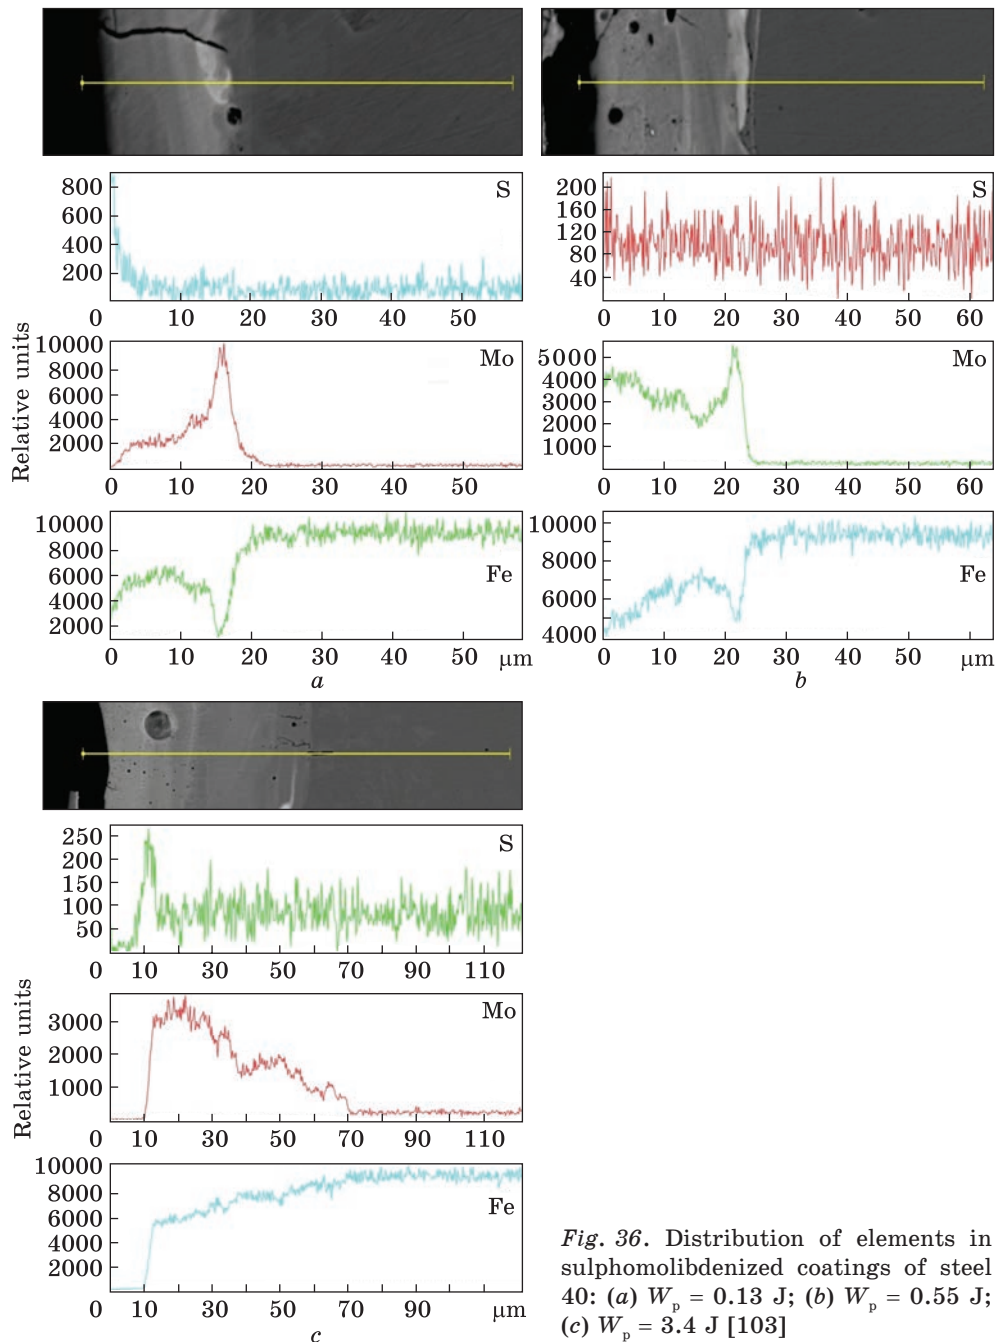 800
600
400
200
S
0 10 20 30 40 50
Relative units
10000
8000
6000
4000
2000
Mo
0 10 20 30 40 50
10000
8000
6000
4000
2000
Fe
0 10 20 30 40 50 μm
a
200
160
120
80
40
S
0 10 20 30 40 50 60
5000
4000
3000
2000
1000
Mo
0 10 20 30 40 50 60
10000
8000
6000
4000
Fe
0 10 20 30 40 50 μm
b
250
200
150
100
50
S
0 10 30 50 70 90 110
Relative units
3000
2000
1000
Mo
0 10 30 50 70 90 110
10000
8000
6000
4000
2000
Fe
0 10 30 50 70 90 μm
c
Fig. 36. Distribution of elements in
sulphomolibdenized coatings of steel
40: (a) Wp = 0.13 J; (b) Wp = 0.55 J;
(c) Wp = 3.4 J [103]